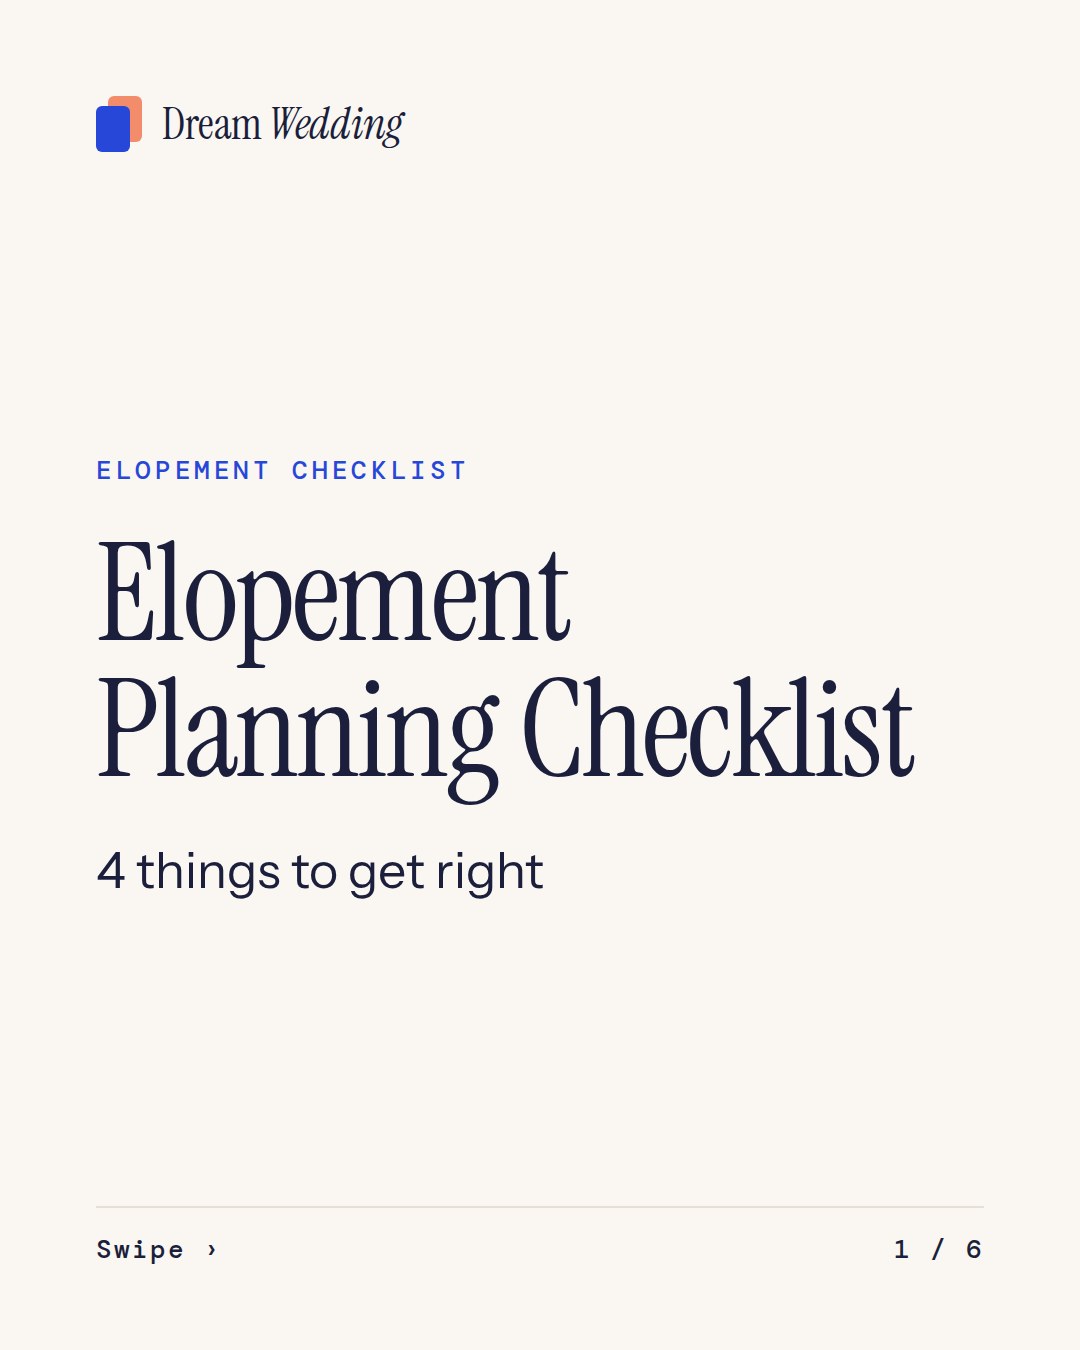 Dream Wedding
ELOPEMENT CHECKLIST
Elopement
Planning Checklist
4 things to get right
Swipe ›
1 / 6